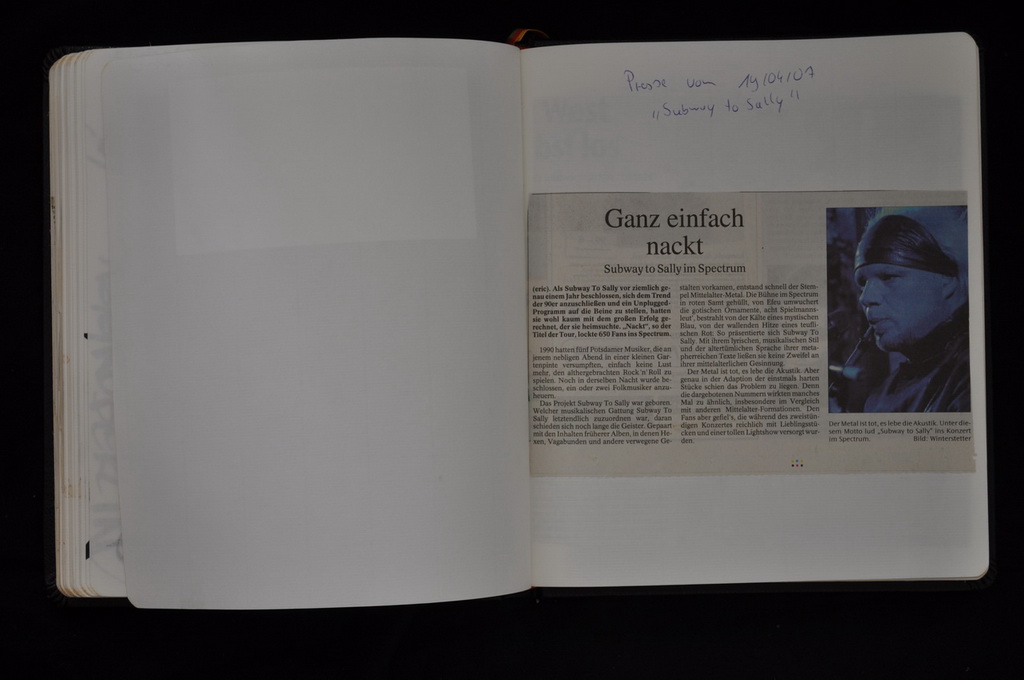 Presse vom 19/04/07
„Subway to Sally"
Ganz einfach
nackt
Subway to Sally im Spectrum
(eric). Als Subway To Sally vor ziemlich ge-
nau einem Jahr beschlossen, sich dem Trend
der 90er anzuschließen und ein Unplugged-
Programm auf die Beine zu stellen, hatten
sie wohl kaum mit dem großen Erfolg ge-
rechnet, der sie heimsuchte. „Nackt", so der
Titel der Tour, lockte 650 Fans ins Spectrum.
1990 hatten fünf Potsdamer Musiker, die an
jenem nebligen Abend in einer kleinen Gar-
tenpinte versumpften, einfach keine Lust
mehr, den althergebrachten Rock'n'Roll zu
spielen. Noch in derselben Nacht wurde be-
schlossen, ein oder zwei Folkmusiker anzu-
heuern.
Das Projekt Subway To Sally war geboren.
Welcher musikalischen Gattung Subway To
Sally letztendlich zuzuordnen war, daran
schieden sich noch lange die Geister. Gepaart
mit den Inhalten früherer Alben, in denen He-
xen, Vagabunden und andere verwegene Ge-
stalten vorkamen, entstand schnell der Stem-
pel Mittelalter-Metal. Die Bühne im Spectrum
in roten Samt gehüllt, von Efeu umwuchert
die gotischen Ornamente, acht Spielmanns-
leut', bestrahlt von der Kälte eines mystischen
Blau, von der wallenden Hitze eines teufli-
schen Rot: So präsentierte sich Subway To
Sally. Mit ihrem lyrischen, musikalischen Stil
und der altertümlichen Sprache ihrer meta-
pherreichen Texte ließen sie keine Zweifel an
ihrer mittelalterlichen Gesinnung.
Der Metal ist tot, es lebe die Akustik. Aber
genau in der Adaption der einstmals harten
Stücke schien das Problem zu liegen. Denn
die dargebotenen Nummern wirkten manches
Mal zu ähnlich, insbesondere im Vergleich
mit anderen Mittelalter-Formationen. Den
Fans aber gefiel's, die während des zweistün-
digen Konzertes reichlich mit Lieblingsstü-
cken und einer tollen Lightshow versorgt wur-
den.
Der Metal ist tot, es lebe die Akustik. Unter die-
sem Motto lud „Subway to Sally" ins Konzert
im Spectrum. Bild: Winterstetter